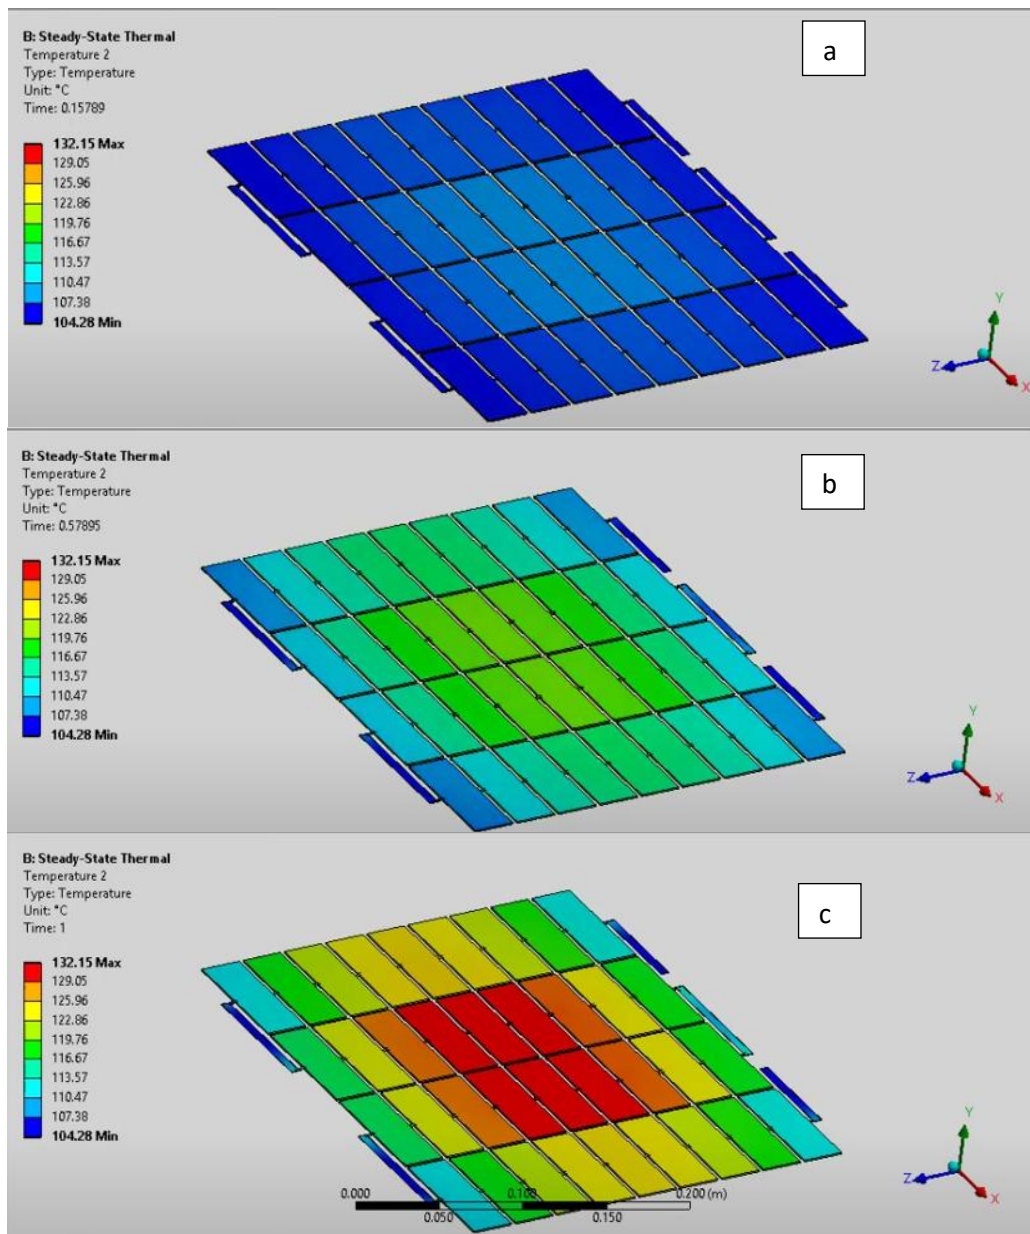 B: Steady-State Thermal
Temperature 2
Type: Temperature
Unit: °C
Time: 0.15789
132.15 Max
129.05
125.96
122.86
119.76
116.67
113.57
110.47
107.38
104.28 Min
a
Y
Z
X
B: Steady-State Thermal
Temperature 2
Type: Temperature
Unit: °C
Time: 0.57895
132.15 Max
129.05
125.96
122.86
119.76
116.67
113.57
110.47
107.38
104.28 Min
b
Y
Z
X
B: Steady-State Thermal
Temperature 2
Type: Temperature
Unit: °C
Time: 1
132.15 Max
129.05
125.96
122.86
119.76
116.67
113.57
110.47
107.38
104.28 Min
c
Y
Z
X
0.000 0.100 0.200 (m)
0.050 0.150